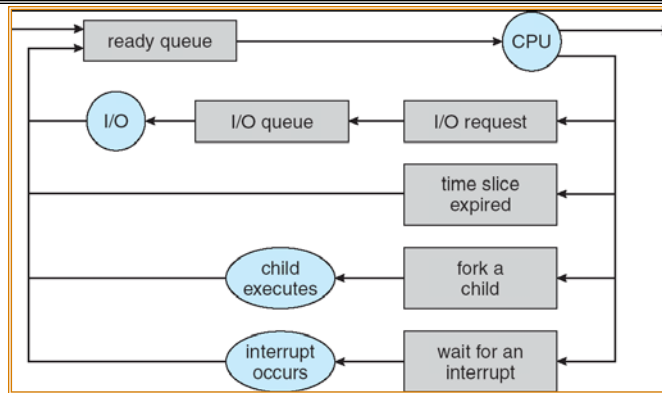 ready queue
CPU
I/O
I/O queue
I/O request
time slice
expired
child
executes
fork a
child
interrupt
occurs
wait for an
interrupt